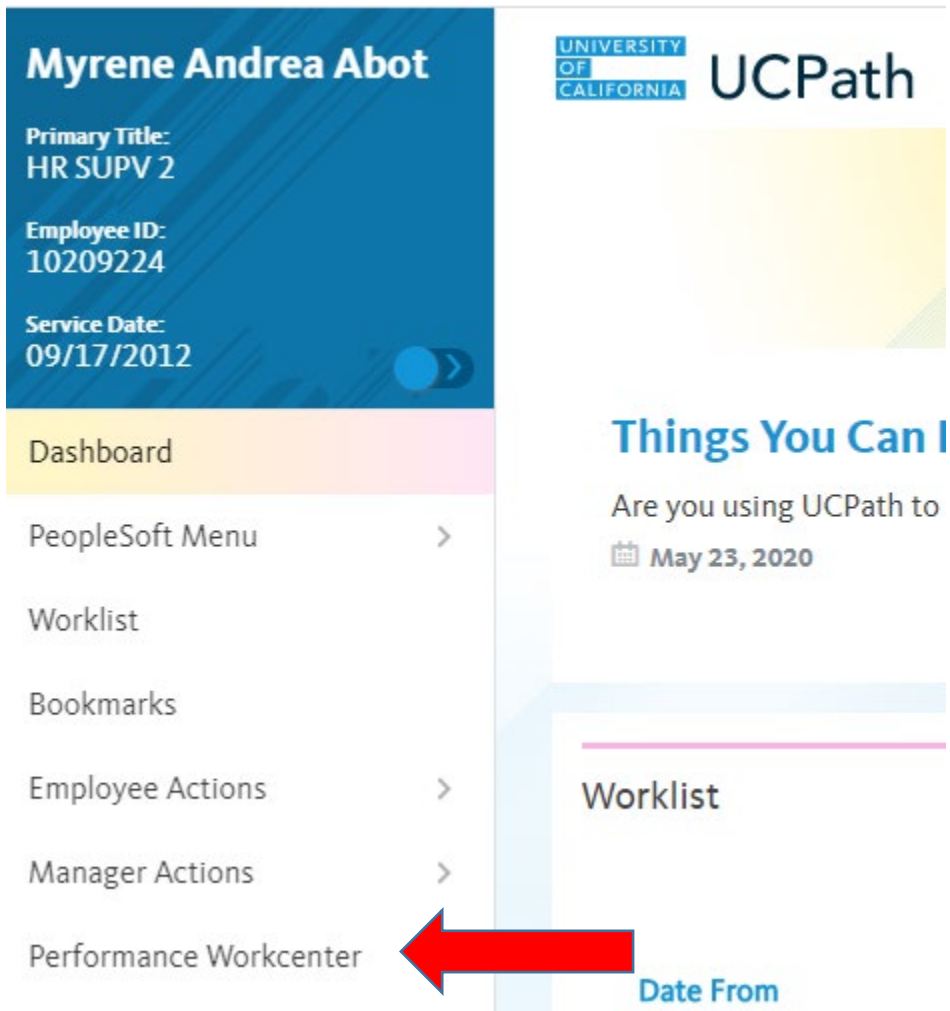 Myrene Andrea Abot
Primary Title:
HR SUPV 2
Employee ID:
10209224
Service Date:
09/17/2012
Dashboard
PeopleSoft Menu
Worklist
Bookmarks
Employee Actions
Manager Actions
Performance Workcenter
UNIVERSITY
OF
CALIFORNIA
UCPath
Things You Can
Are you using UCPath to
May 23, 2020
Worklist
Date From